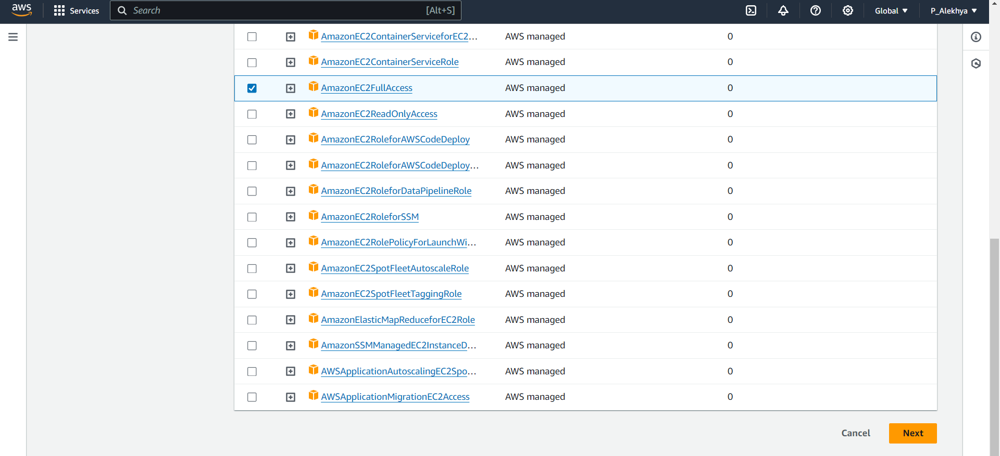 aws Services Search [Alt+S] Global P_Alekhya
AmazonEC2ContainerServiceforEC2... AWS managed 0
AmazonEC2ContainerServiceRole AWS managed 0
AmazonEC2FullAccess AWS managed 0
AmazonEC2ReadOnlyAccess AWS managed 0
AmazonEC2RoleforAWSCodeDeploy AWS managed 0
AmazonEC2RoleforAWSCodeDeploy... AWS managed 0
AmazonEC2RoleforDataPipelineRole AWS managed 0
AmazonEC2RoleforSSM AWS managed 0
AmazonEC2RolePolicyForLaunchWi... AWS managed 0
AmazonEC2SpotFleetAutoscaleRole AWS managed 0
AmazonEC2SpotFleetTaggingRole AWS managed 0
AmazonElasticMapReduceforEC2Role AWS managed 0
AmazonSSMManagedEC2InstanceD... AWS managed 0
AWSApplicationAutoscalingEC2Spo... AWS managed 0
AWSApplicationMigrationEC2Access AWS managed 0
Cancel Next